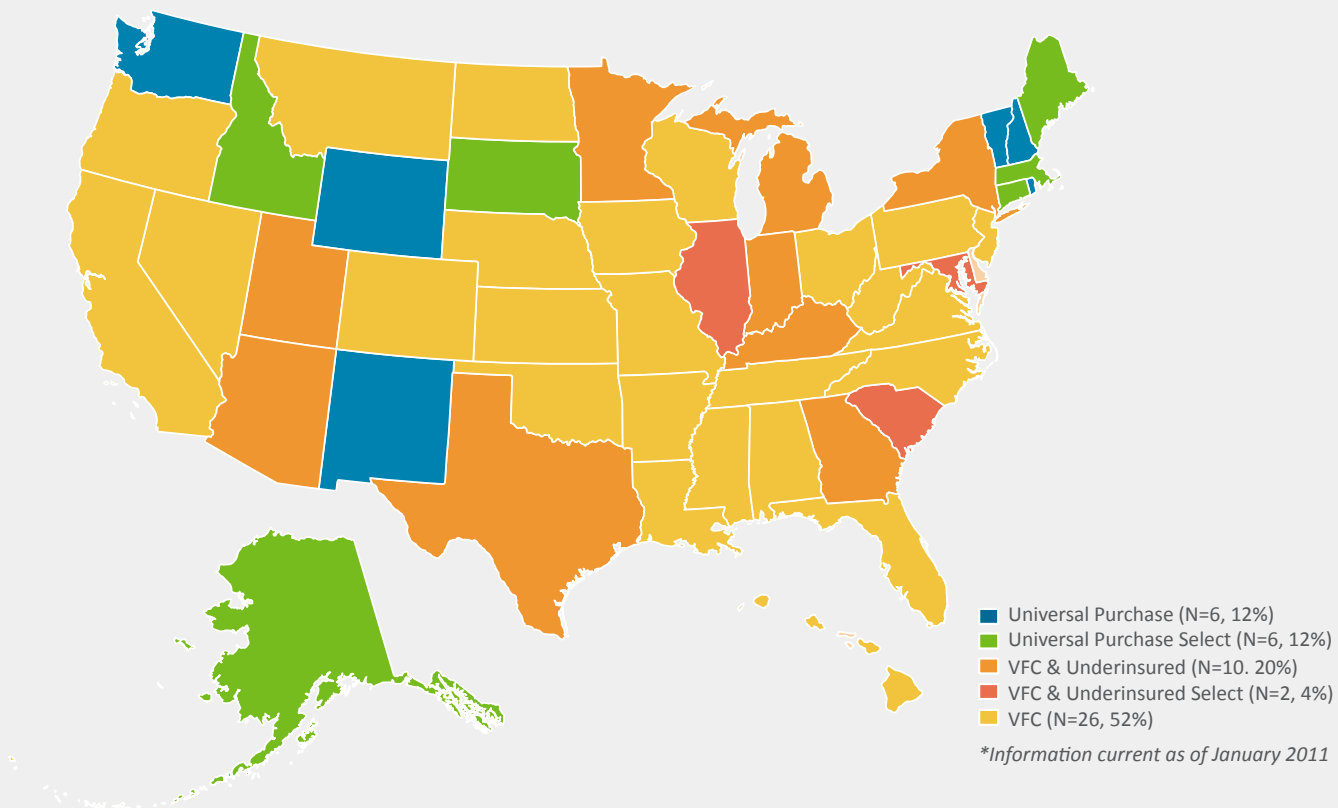 Universal Purchase (N=6, 12%)
Universal Purchase Select (N=6, 12%)
VFC & Underinsured (N=10. 20%)
VFC & Underinsured Select (N=2, 4%)
VFC (N=26, 52%)
*Information current as of January 2011